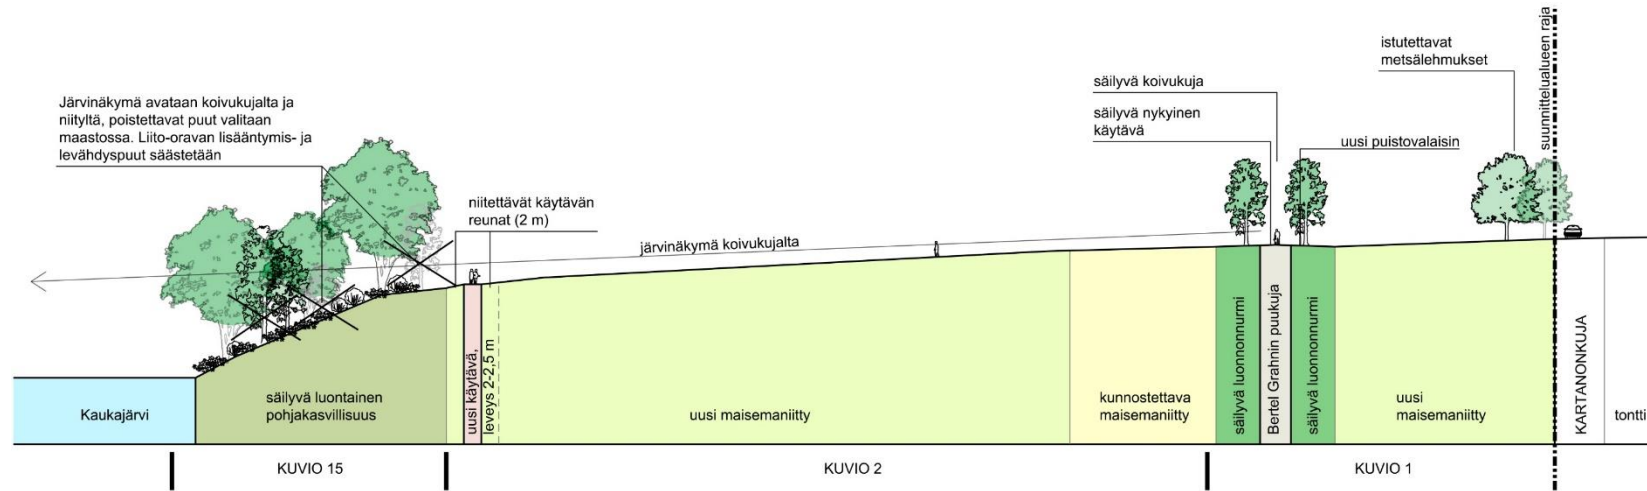 Järvinäkymä avataan koivukujalta ja
niityltä, poistettavat puut valitaan
maastossa. Liito-oravan lisääntymis- ja
levähdyspuut säästetään
niitettävät käytävän
reunat (2 m)
järvinäkymä koivukujalta
säilyvä koivukuja
säilyvä nykyinen
käytävä
uusi puistovalaisin
istutettavat
metsälehmukset
suunnittelualueen raja
Kaukajärvi
säilyvä luontainen
pohjakasvillisuus
uusi käytävä,
leveys 2-2,5 m
uusi maisemaniitty
kunnostettava
maisemaniitty
säilyvä luonnonnurmi
Bertel Grahnin puukuja
säilyvä luonnonnurmi
uusi
maisemaniitty
KARTANONKUJA
tontti
KUVIO 15
KUVIO 2
KUVIO 1